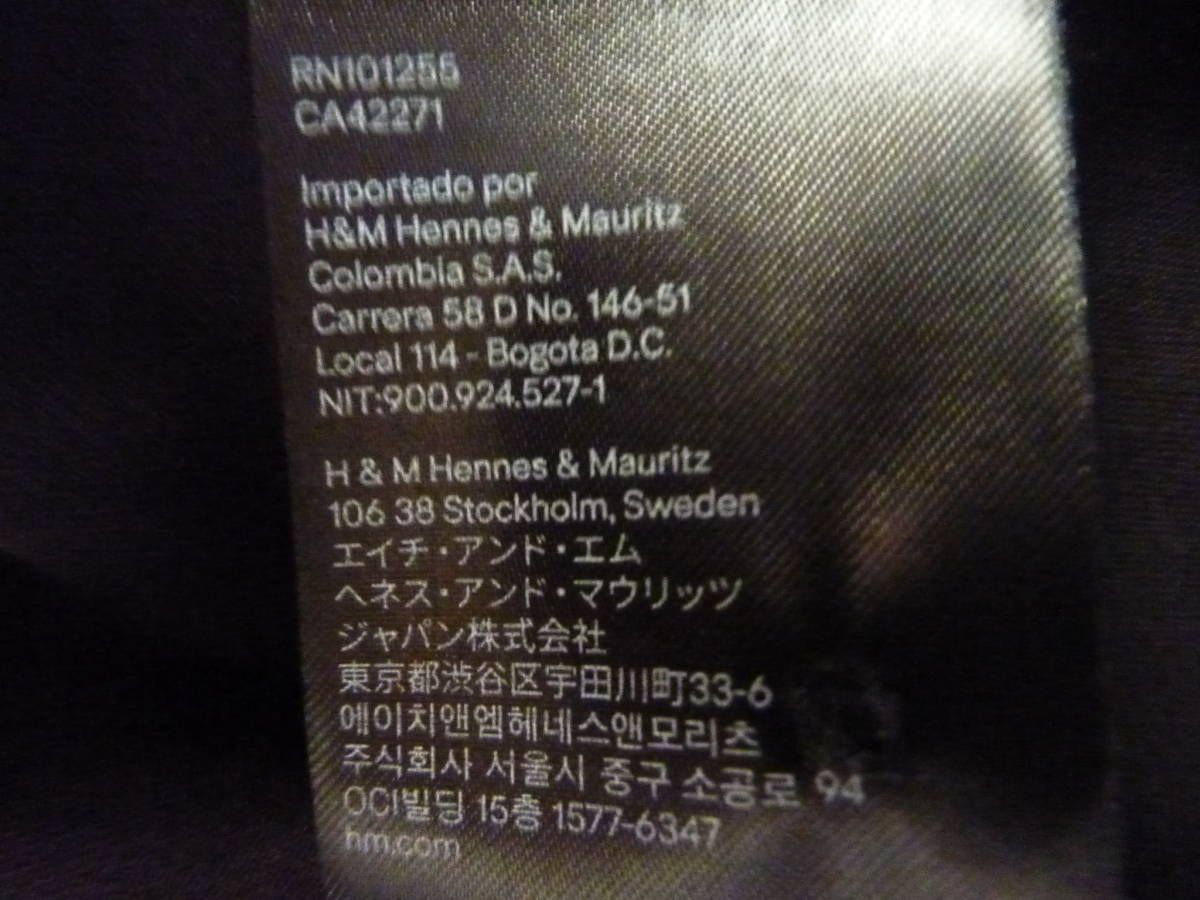 RN101255
CA42271
Importado por
H&M Hennes & Mauritz
Colombia S.A.S.
Carrera 58 D No. 146-51
Local 114 - Bogota D.C.
NIT:900.924.527-1
H & M Hennes & Mauritz
106 38 Stockholm, Sweden
エイチ・アンド・エム
ヘネス・アンド・マウリッツ
ジャパン株式会社
東京都渋谷区宇田川町33-6
에이치앤엠헤네스앤모리츠
주식회사 서울시 중구 소공로 94
OCI빌딩 15층 1577-6347
hm.com